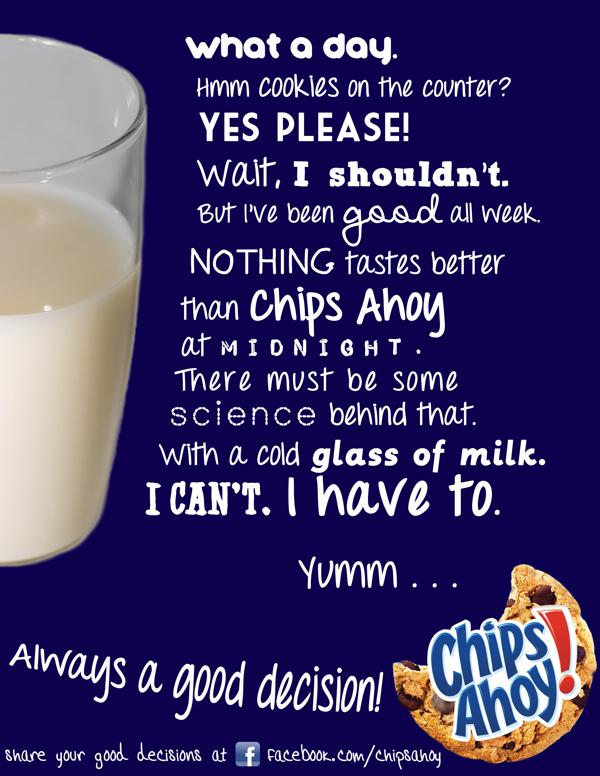 what a day.
Hmm cookies on the counter?
YES PLEASE!
Wait, I shouldn't.
But I've been good all week.
NOTHING tastes better
than Chips Ahoy
at MIDNIGHT.
There must be some
science behind that.
With a cold glass of milk.
I CAN'T. I have to.
Yumm . . .
Chips
Ahoy!
Always a good decision!
share your good decisions at f facebook.com/chipsahoy